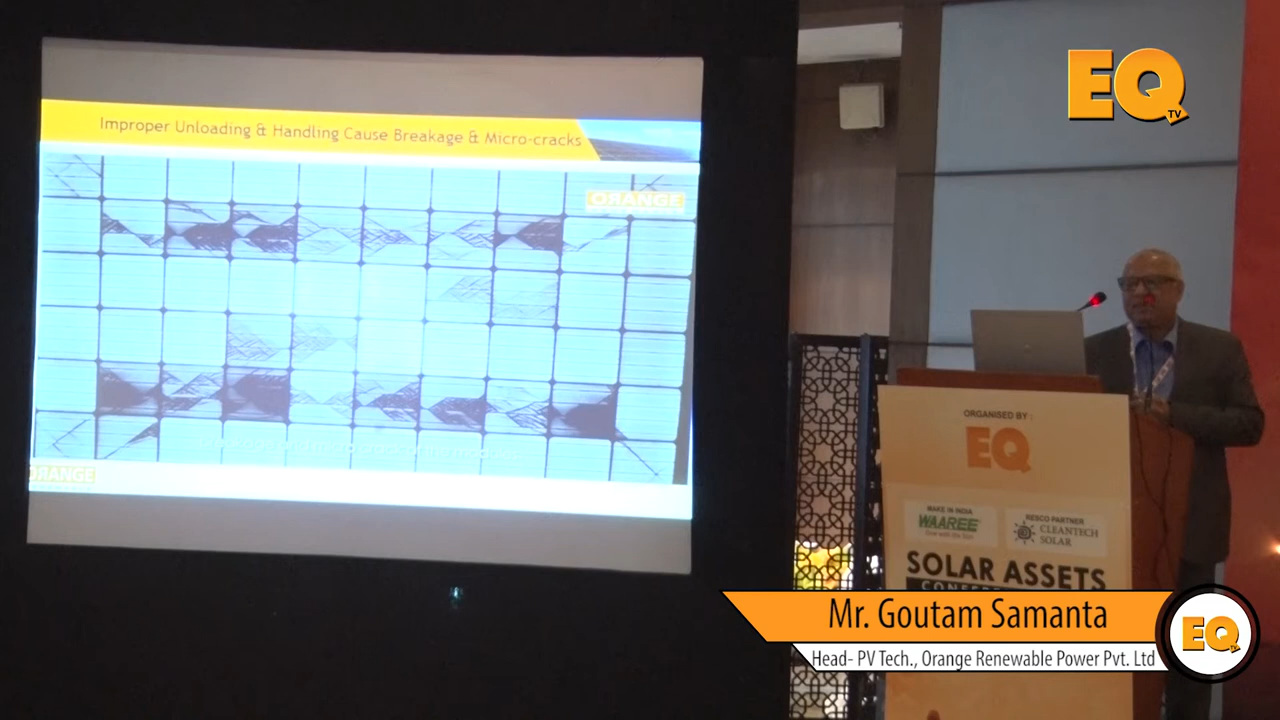 Improper Unloading & Handling Cause Breakage & Micro-cracks
ORANGE
ORANGE
EQ
TV
ORGANISED BY :
EQ
MAKE IN INDIA
WAAREE
RESCO PARTNER
CLEANTECH
SOLAR
SOLAR ASSETS
Mr. Goutam Samanta
Head- PV Tech., Orange Renewable Power Pvt. Ltd
EQ
TV